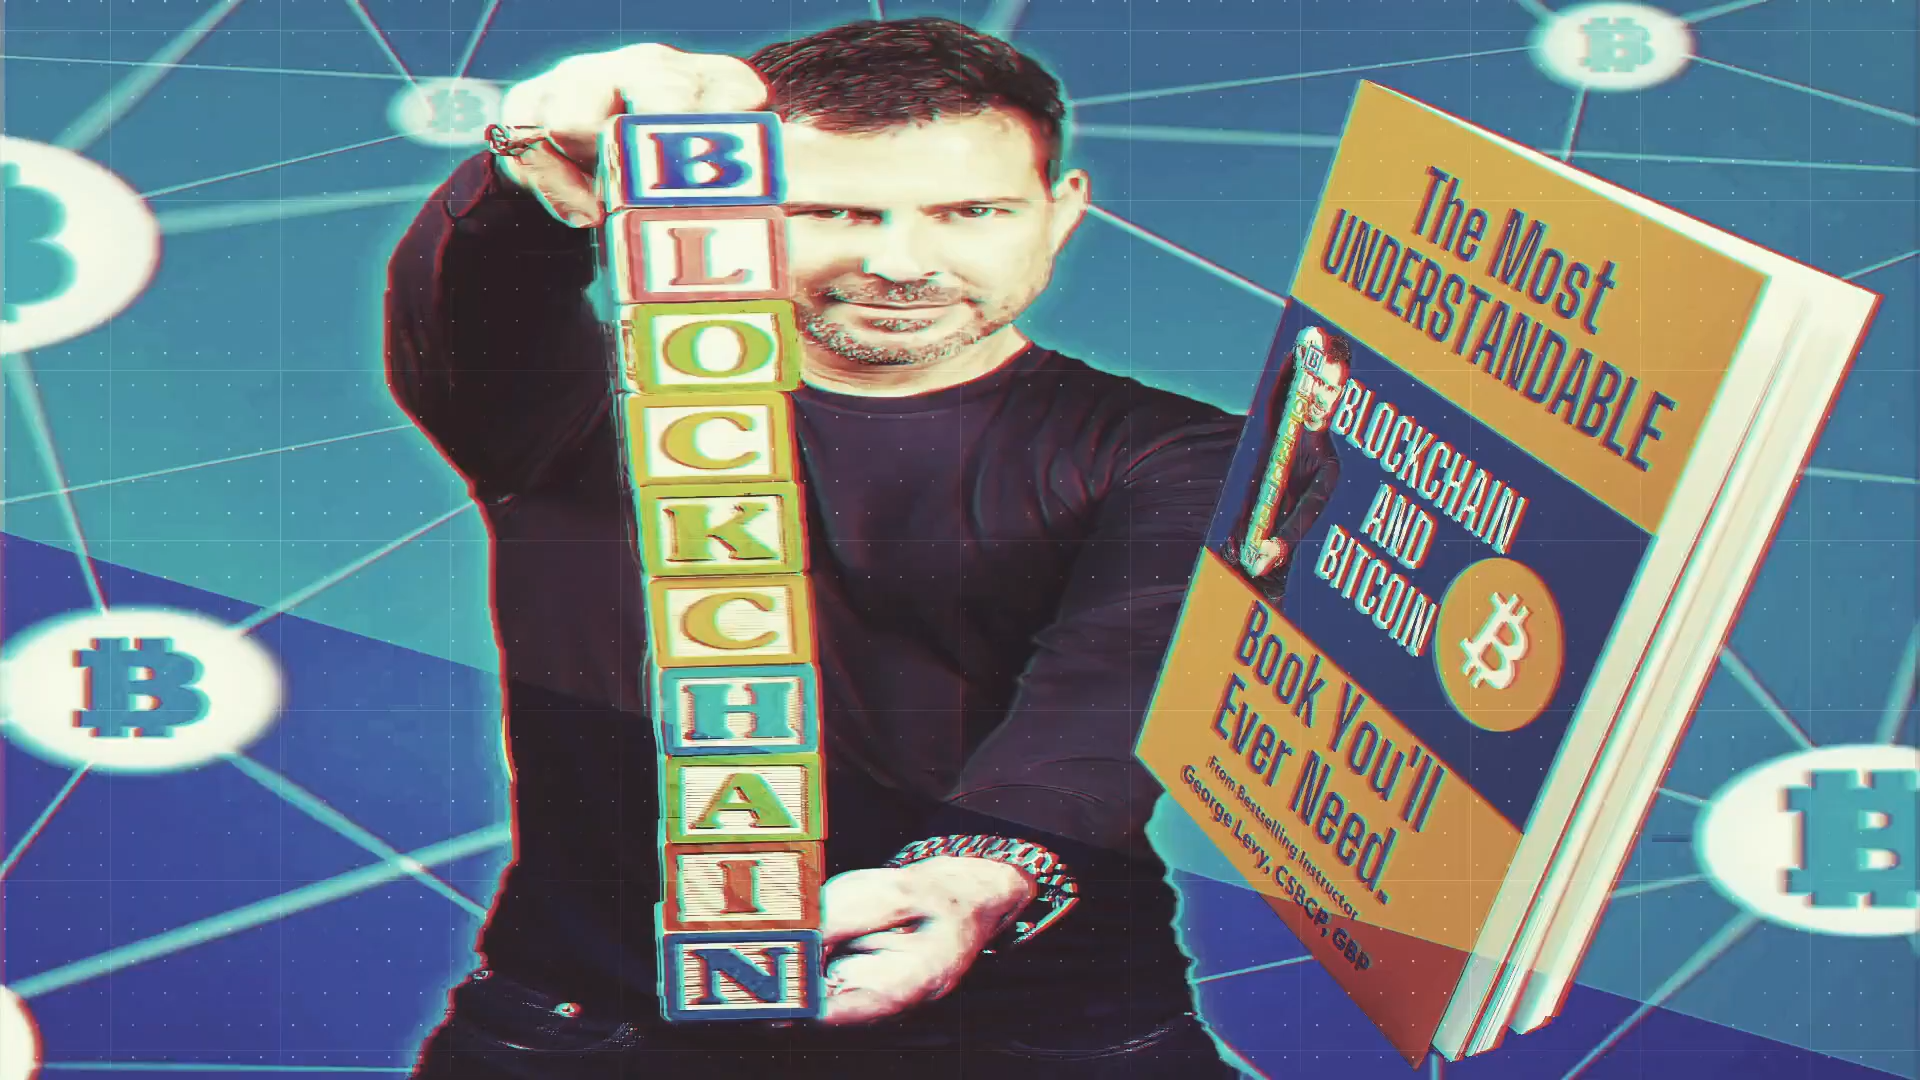 B
L
O
C
K
C
H
A
I
N
The Most
UNDERSTANDABLE
BLOCKCHAIN
AND
BITCOIN
Book You'll
Ever Need.
From Bestselling Instructor
George Levy, CSBCP, GBP